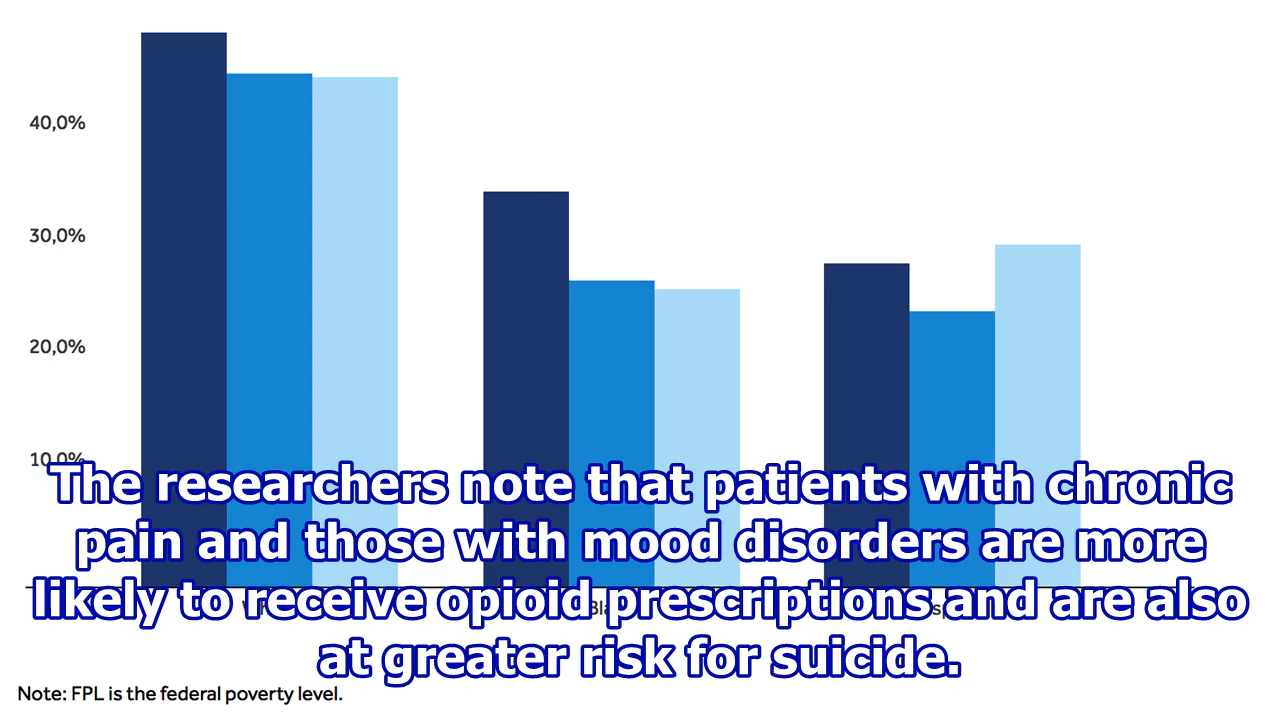 40,0%
30,0%
20,0%
10,0%
The researchers note that patients with chronic
pain and those with mood disorders are more
likely to receive opioid prescriptions and are also
at greater risk for suicide.
Note: FPL is the federal poverty level.